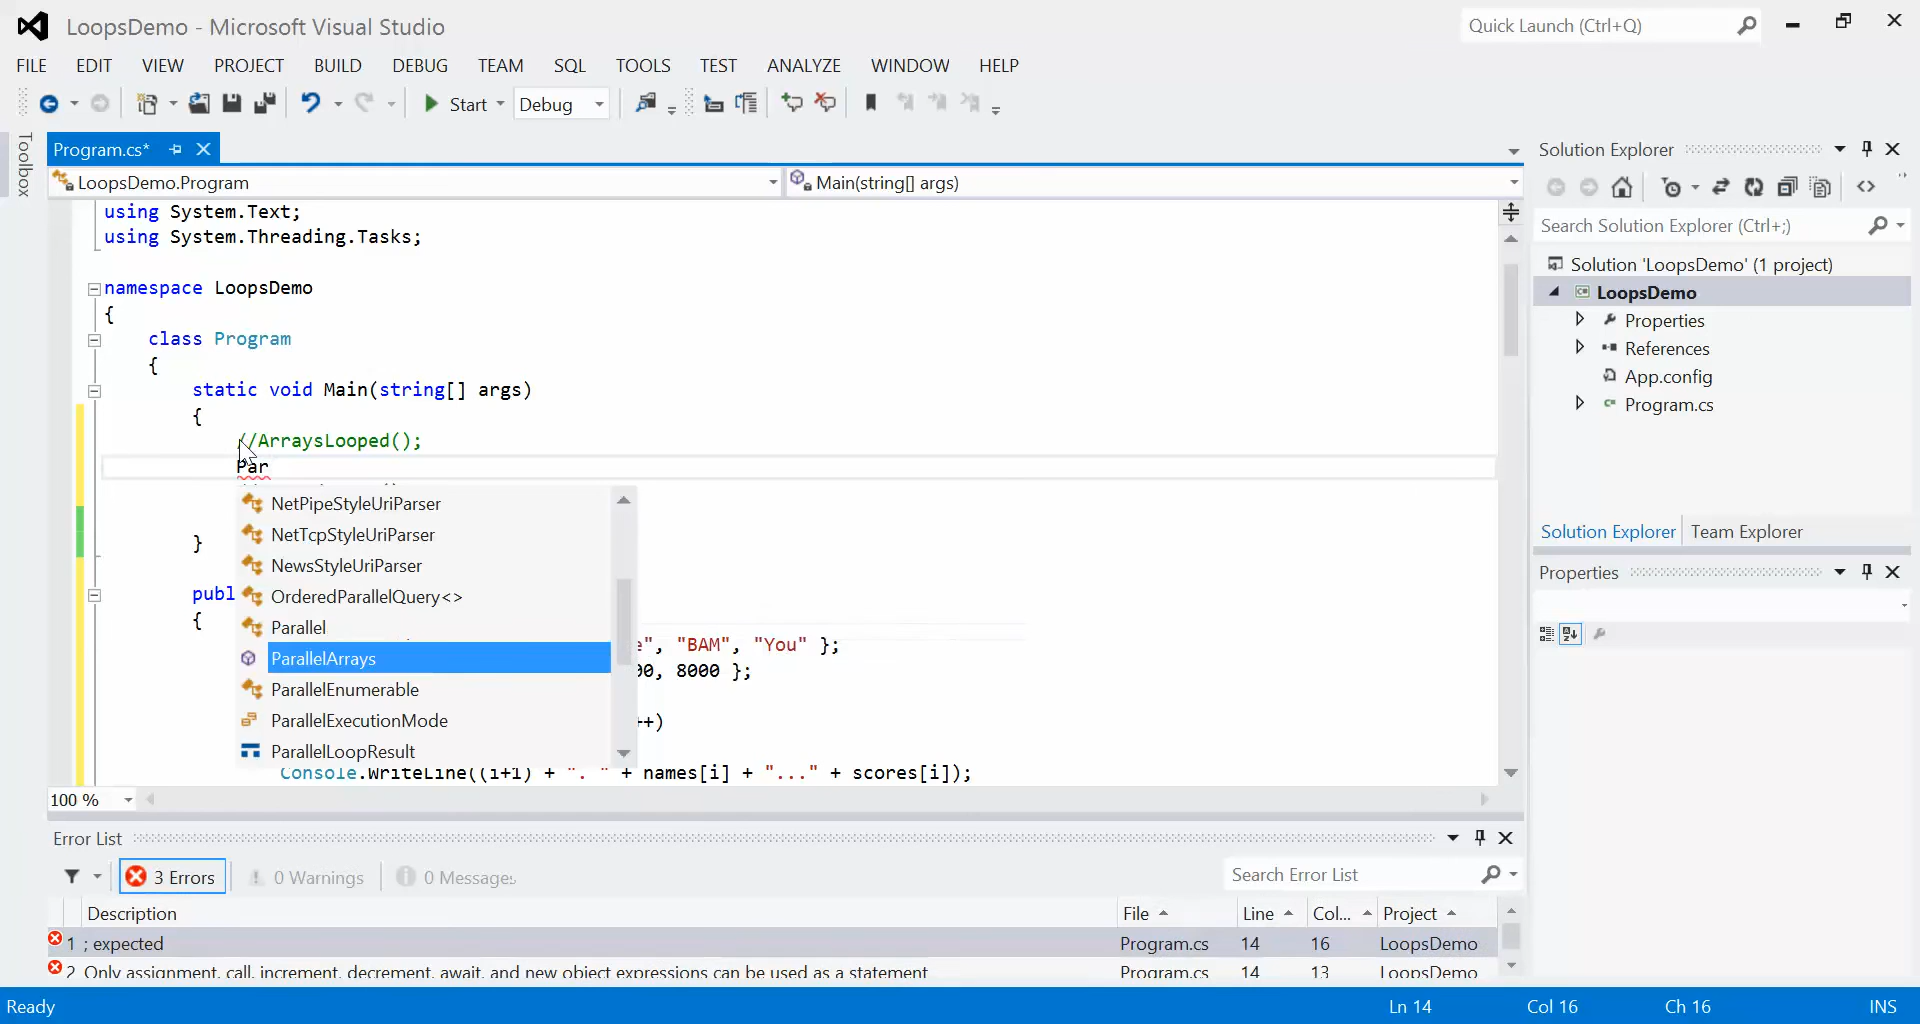 LoopsDemo - Microsoft Visual Studio
Quick Launch (Ctrl+Q)
FILE EDIT VIEW PROJECT BUILD DEBUG TEAM SQL TOOLS TEST ANALYZE WINDOW HELP
Start Debug
Toolbox
Program.cs*
LoopsDemo.Program
Main(string[] args)
using System.Text;
using System.Threading.Tasks;
namespace LoopsDemo
{
class Program
{
static void Main(string[] args)
{
//ArraysLooped();
Par
NetPipeStyleUriParser
NetTcpStyleUriParser
NewsStyleUriParser
OrderedParallelQuery<>
Parallel
ParallelArrays
ParallelEnumerable
ParallelExecutionMode
ParallelLoopResult
}
publ
{
e", "BAM", "You" };
00, 8000 };
++)
Console.WriteLine((i+1) + ". " + names[i] + "..." + scores[i]);
100 %
Solution Explorer
Search Solution Explorer (Ctrl+;)
Solution 'LoopsDemo' (1 project)
LoopsDemo
Properties
References
App.config
Program.cs
Solution Explorer Team Explorer
Properties
Error List
3 Errors 0 Warnings 0 Messages
Search Error List
Description File Line Col... Project
1 ; expected Program.cs 14 16 LoopsDemo
2 Only assignment, call, increment, decrement, await, and new object expressions can be used as a statement Program.cs 14 13 LoopsDemo
Ready Ln 14 Col 16 Ch 16 INS